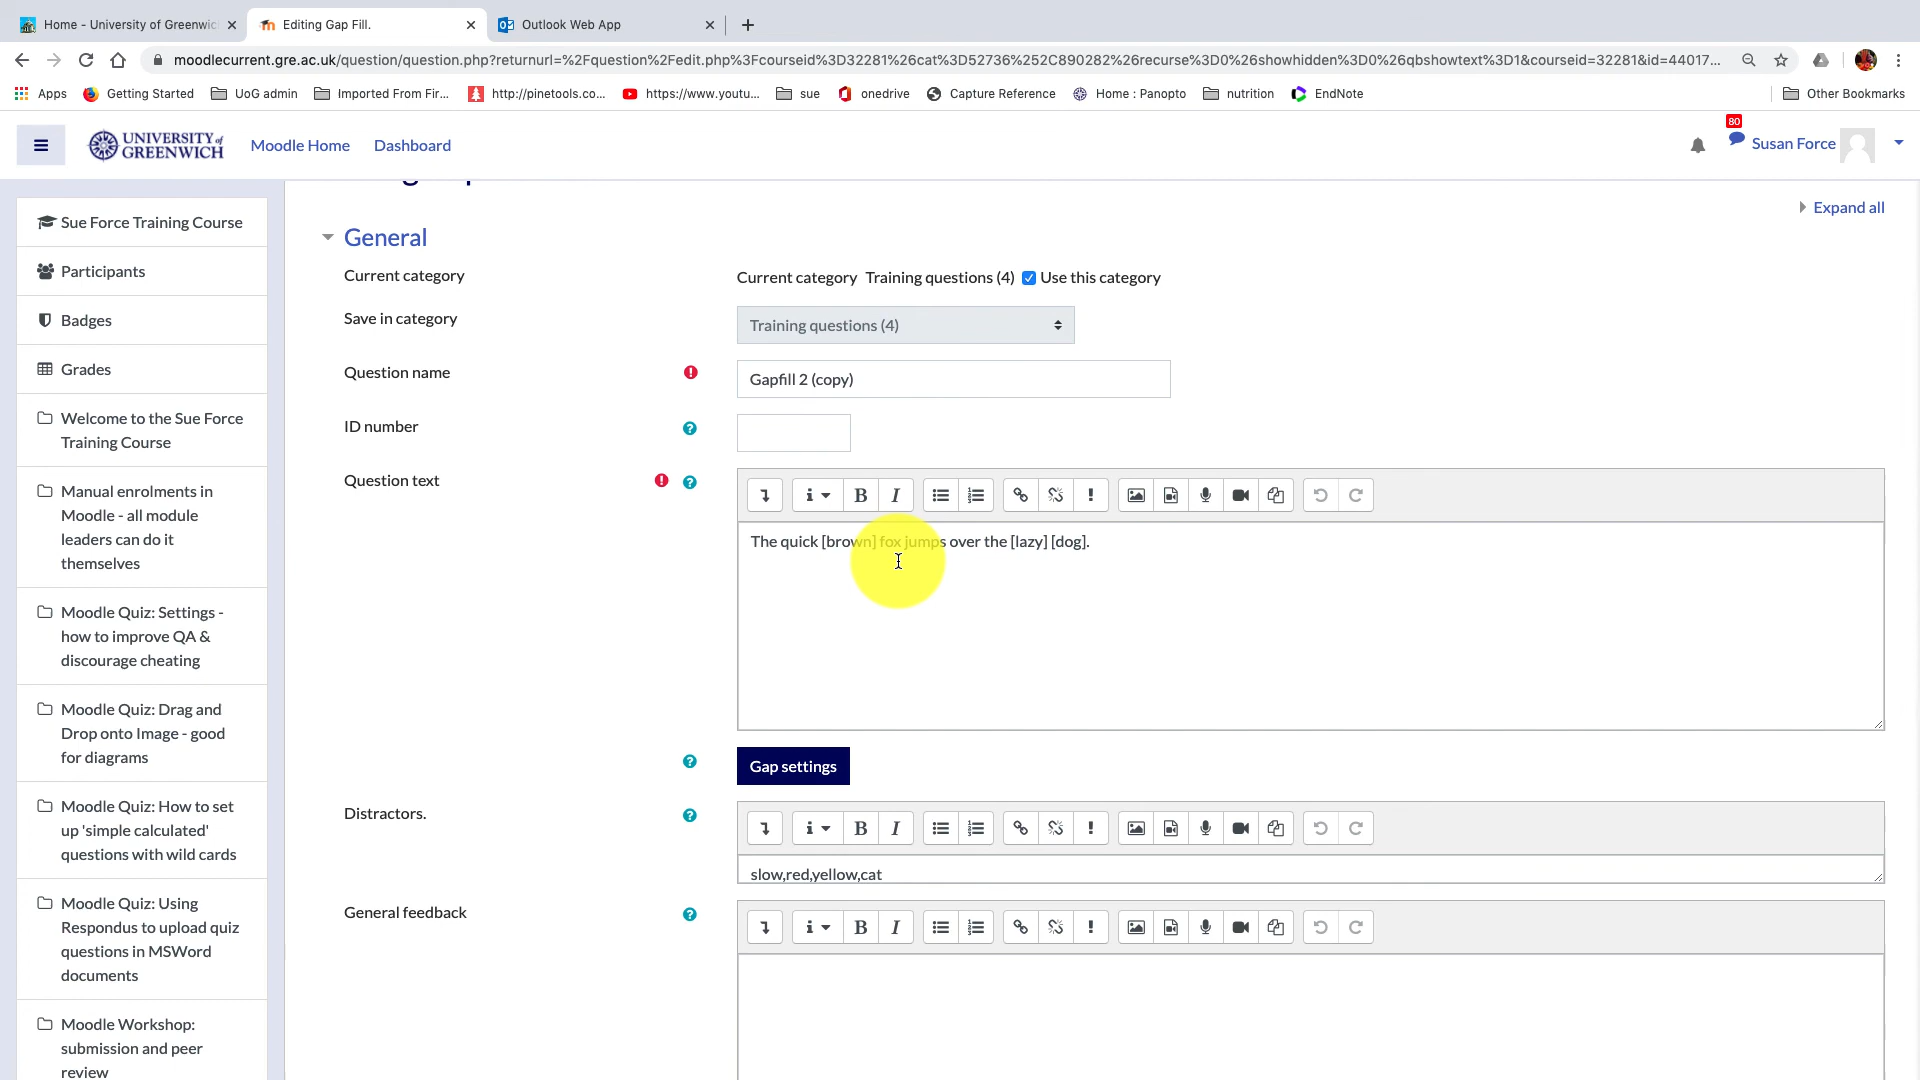 Home - University of Greenwic
Editing Gap Fill.
Outlook Web App
moodlecurrent.gre.ac.uk/question/question.php?returnurl=%2Fquestion%2Fedit.php%3Fcourseid%3D32281%26cat%3D52736%252C890282%26recurse%3D0%26showhidden%3D0%26qbshowtext%3D1&courseid=32281&id=44017...
Apps
Getting Started
UoG admin
Imported From Fir...
http://pinetools.co...
https://www.youtu...
sue
onedrive
Capture Reference
Home : Panopto
nutrition
EndNote
Other Bookmarks
UNIVERSITY of
GREENWICH
Moodle Home
Dashboard
80
Susan Force
Expand all
Sue Force Training Course
Participants
Badges
Grades
Welcome to the Sue Force
Training Course
Manual enrolments in
Moodle - all module
leaders can do it
themselves
Moodle Quiz: Settings -
how to improve QA &
discourage cheating
Moodle Quiz: Drag and
Drop onto Image - good
for diagrams
Moodle Quiz: How to set
up 'simple calculated'
questions with wild cards
Moodle Quiz: Using
Respondus to upload quiz
questions in MSWord
documents
Moodle Workshop:
submission and peer
review
General
Current category
Current category Training questions (4) Use this category
Save in category
Training questions (4)
Question name
Gapfill 2 (copy)
ID number
Question text
The quick [brown] fox jumps over the [lazy] [dog].
Gap settings
Distractors.
slow,red,yellow,cat
General feedback